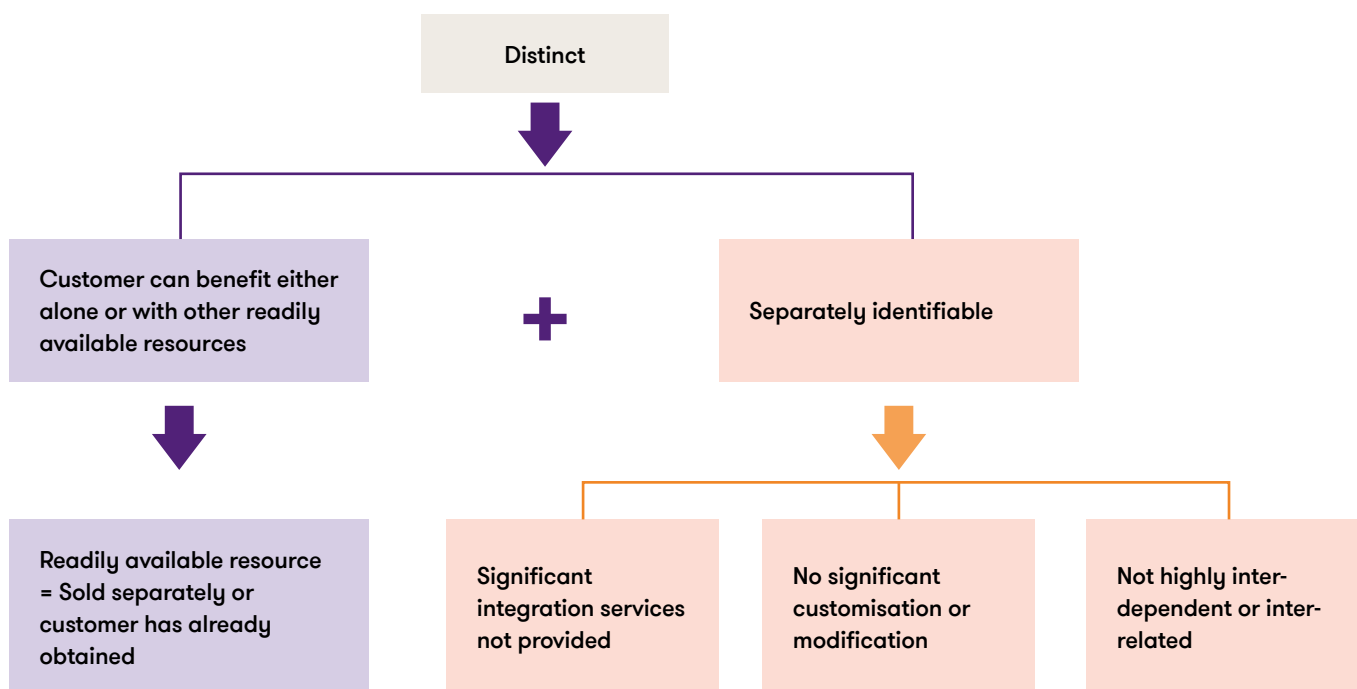 Distinct
Customer can benefit either
alone or with other readily
available resources
Separately identifiable
Readily available resource
= Sold separately or
customer has already
obtained
Significant
integration services
not provided
No significant
customisation or
modification
Not highly inter-
dependent or inter-
related